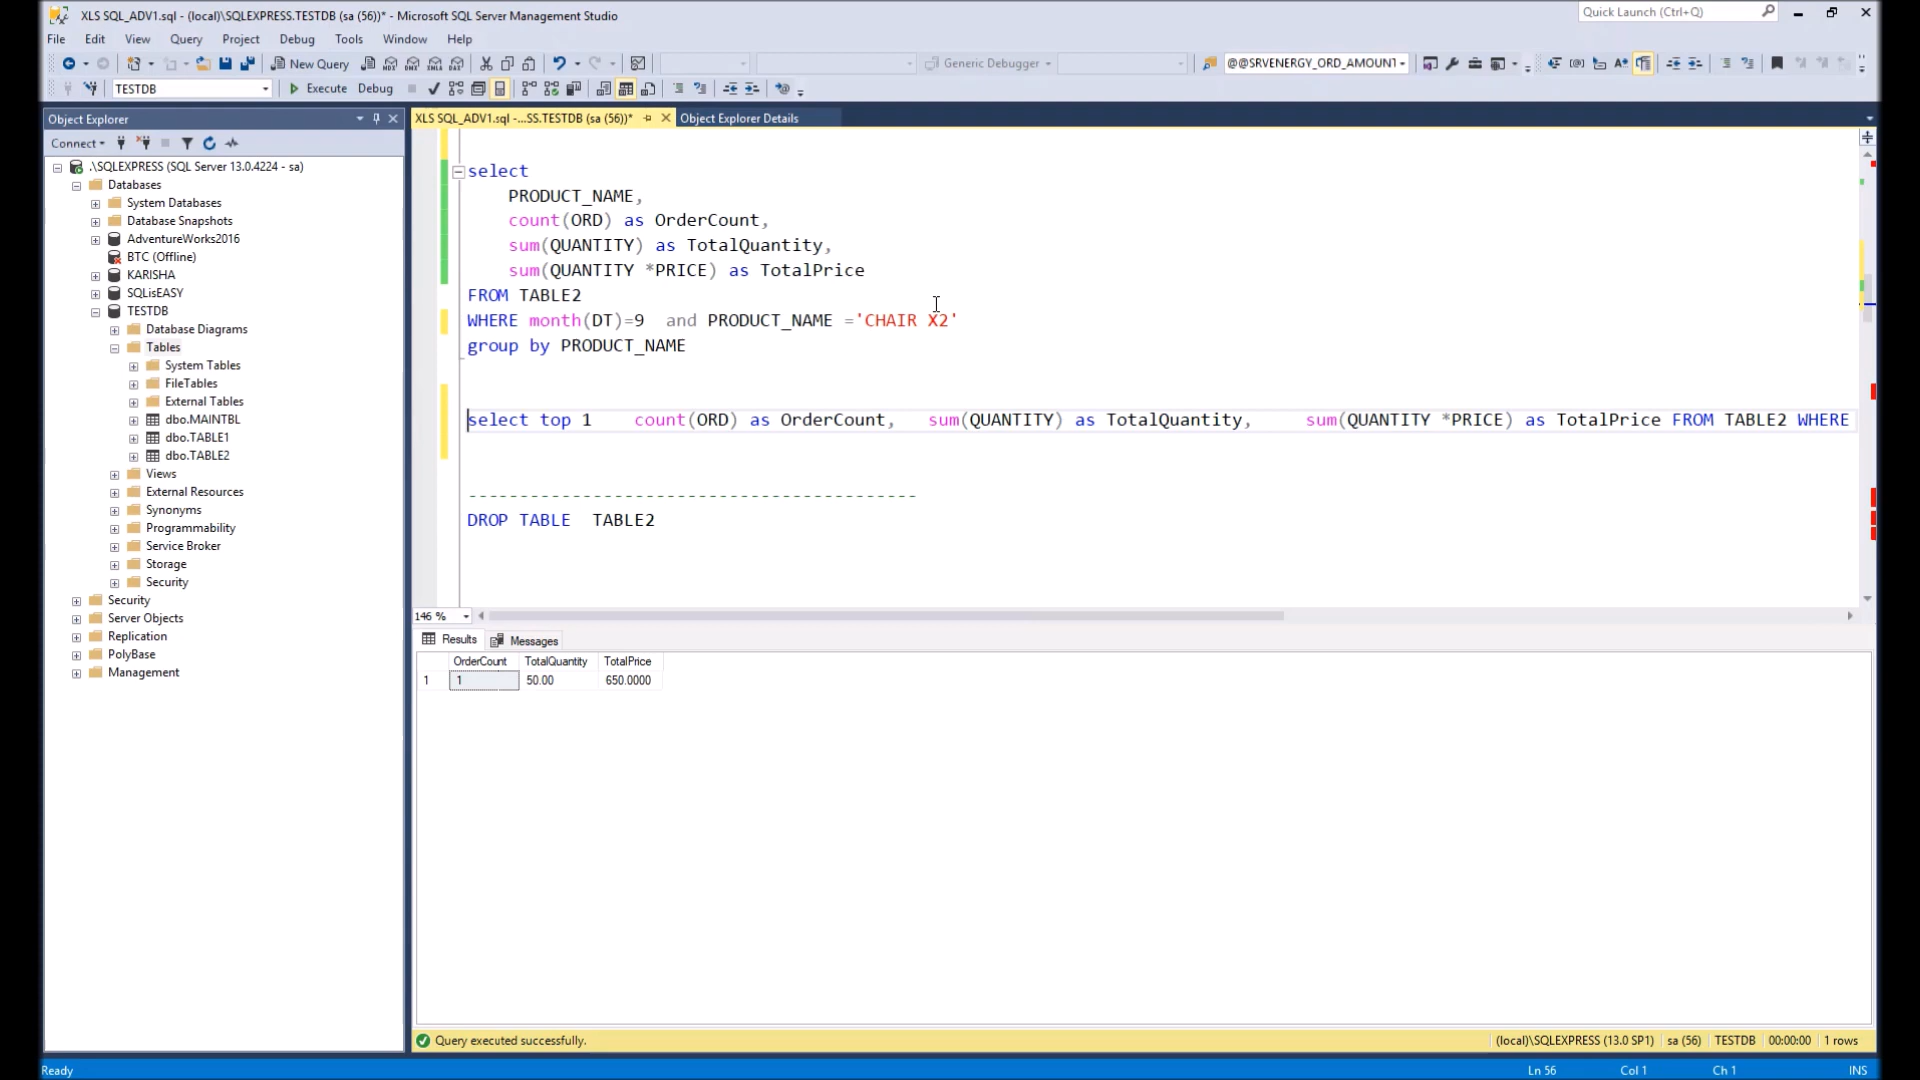 XLS SQL_ADV1.sql - (local)\SQLEXPRESS.TESTDB (sa (56))* - Microsoft SQL Server Management Studio
Quick Launch (Ctrl+Q)
File Edit View Query Project Debug Tools Window Help
New Query
Generic Debugger
@@SRVENERGY_ORD_AMOUNT
TESTDB
Execute Debug
Object Explorer
XLS SQL_ADV1.sql -...SS.TESTDB (sa (56))*
Object Explorer Details
Connect
.\SQLEXPRESS (SQL Server 13.0.4224 - sa)
Databases
System Databases
Database Snapshots
AdventureWorks2016
BTC (Offline)
KARISHA
SQLisEASY
TESTDB
Database Diagrams
Tables
System Tables
FileTables
External Tables
dbo.MAINTBL
dbo.TABLE1
dbo.TABLE2
Views
External Resources
Synonyms
Programmability
Service Broker
Storage
Security
Security
Server Objects
Replication
PolyBase
Management
select
PRODUCT_NAME,
count(ORD) as OrderCount,
sum(QUANTITY) as TotalQuantity,
sum(QUANTITY *PRICE) as TotalPrice
FROM TABLE2
WHERE month(DT)=9 and PRODUCT_NAME ='CHAIR X2'
group by PRODUCT_NAME
select top 1 count(ORD) as OrderCount, sum(QUANTITY) as TotalQuantity, sum(QUANTITY *PRICE) as TotalPrice FROM TABLE2 WHERE
-------------------------------------------
DROP TABLE TABLE2
146 %
Results Messages
OrderCount TotalQuantity TotalPrice
1 1 50.00 650.0000
Query executed successfully.
(local)\SQLEXPRESS (13.0 SP1) sa (56) TESTDB 00:00:00 1 rows
Ready
Ln 56 Col 1 Ch 1 INS